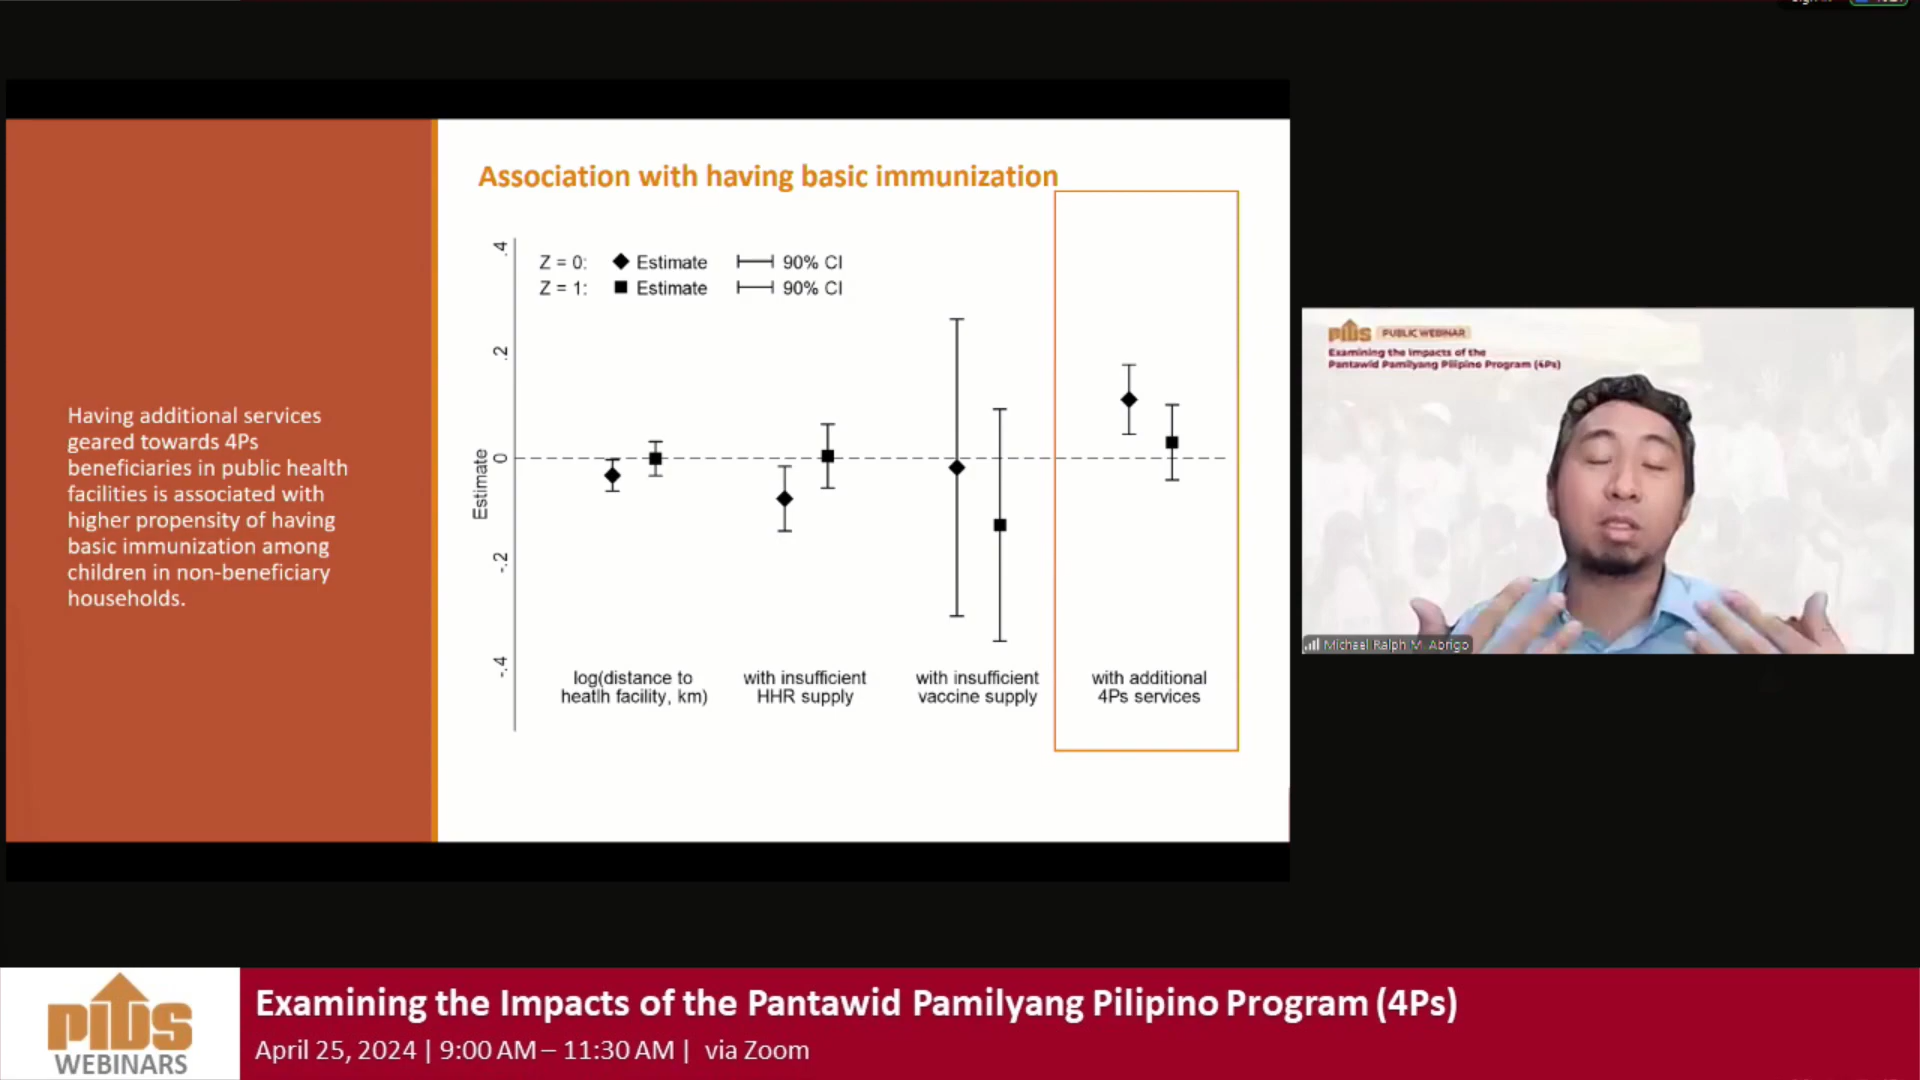 Having additional services
geared towards 4Ps
beneficiaries in public health
facilities is associated with
higher propensity of having
basic immunization among
children in non-beneficiary
households.
Association with having basic immunization
Z = 0: Estimate 90% CI
Z = 1: Estimate 90% CI
.4
.2
0
-.2
-.4
Estimate
log(distance to
heatlh facility, km)
with insufficient
HHR supply
with insufficient
vaccine supply
with additional
4Ps services
PIDS PUBLIC WEBINAR
Examining the Impacts of the
Pantawid Pamilyang Pilipino Program (4Ps)
Michael Ralph M. Abrigo
PIDS
WEBINARS
Examining the Impacts of the Pantawid Pamilyang Pilipino Program (4Ps)
April 25, 2024 | 9:00 AM – 11:30 AM | via Zoom